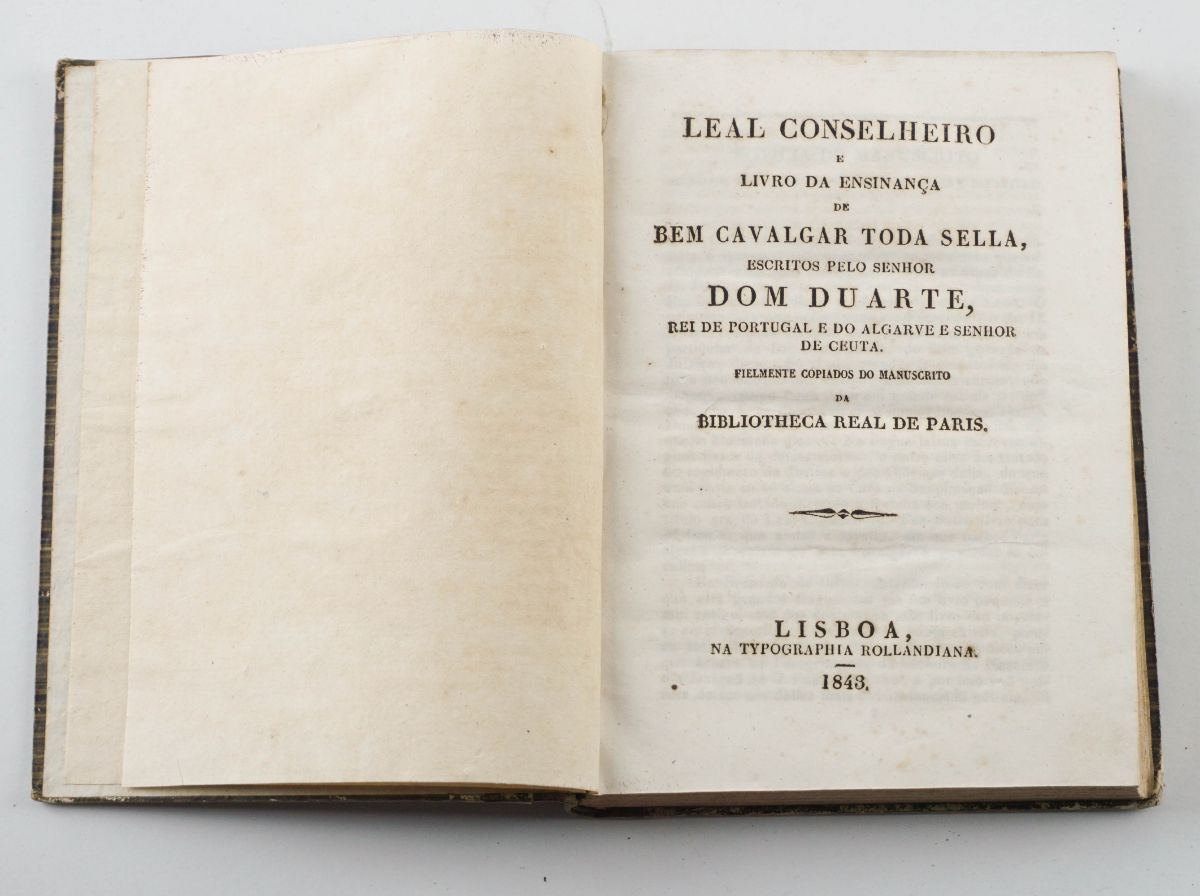 LEAL CONSELHEIRO
E
LIVRO DA ENSINANÇA
DE
BEM CAVALGAR TODA SELLA,
ESCRITOS PELO SENHOR
DOM DUARTE,
REI DE PORTUGAL E DO ALGARVE E SENHOR
DE CEUTA.
FIELMENTE COPIADOS DO MANUSCRITO
DA
BIBLIOTHECA REAL DE PARIS.
LISBOA,
NA TYPOGRAPHIA ROLLANDIANA.
1843.